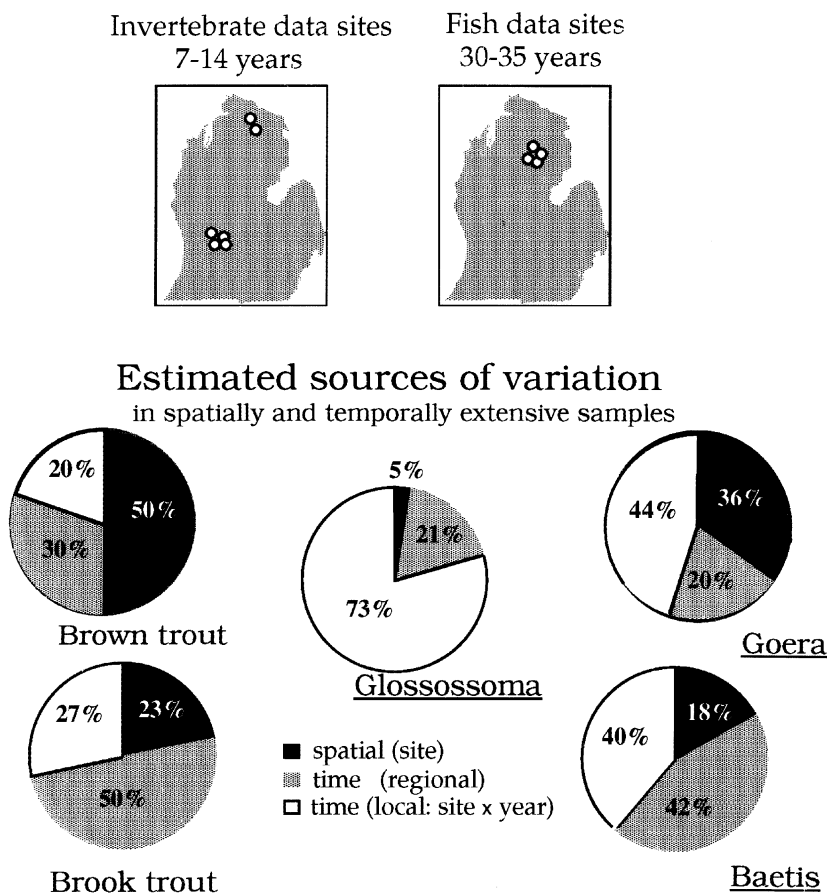 Invertebrate data sites
7-14 years
Fish data sites
30-35 years
Estimated sources of variation
in spatially and temporally extensive samples
20%
50%
30%
Brown trout
5%
21%
73%
Glossossoma
44%
36%
20%
Goera
27%
23%
50%
Brook trout
spatial (site)
time (regional)
time (local: site x year)
40%
18%
42%
Baetis